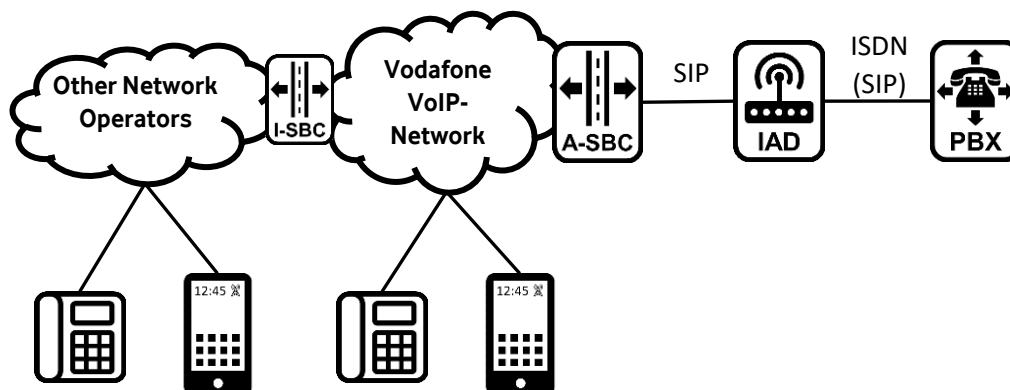 Other Network
Operators
I-SBC
Vodafone
VoIP-
Network
A-SBC
SIP
IAD
ISDN
(SIP)
PBX
12:45
12:45